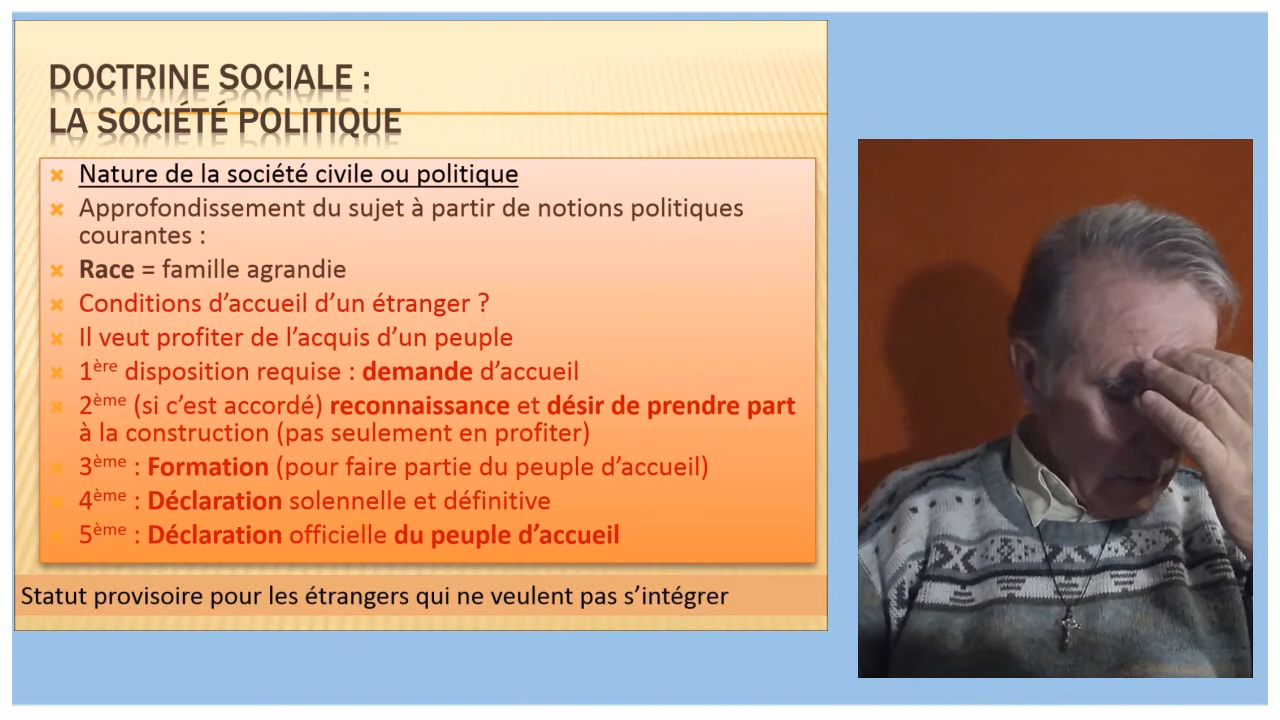 DOCTRINE SOCIALE :
LA SOCIÉTÉ POLITIQUE
Nature de la société civile ou politique
Approfondissement du sujet à partir de notions politiques
courantes :
Race = famille agrandie
Conditions d’accueil d’un étranger ?
Il veut profiter de l’acquis d’un peuple
1ère disposition requise : demande d’accueil
2ème (si c’est accordé) reconnaissance et désir de prendre part
à la construction (pas seulement en profiter)
3ème : Formation (pour faire partie du peuple d’accueil)
4ème : Déclaration solennelle et définitive
5ème : Déclaration officielle du peuple d’accueil
Statut provisoire pour les étrangers qui ne veulent pas s’intégrer